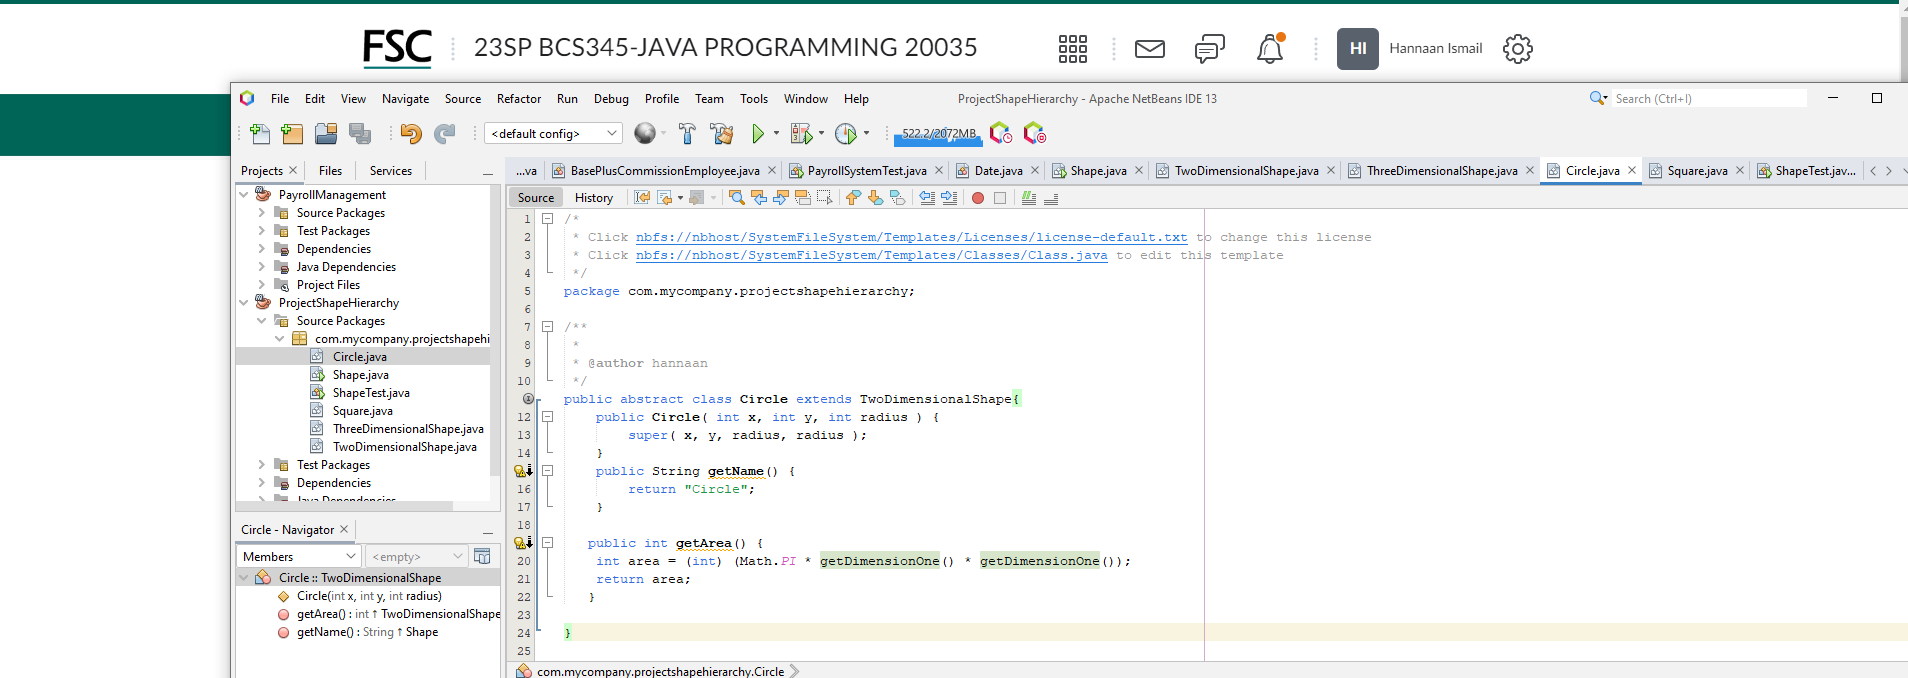 FSC 23SP BCS345-JAVA PROGRAMMING 20035 HI Hannaan Ismail
File Edit View Navigate Source Refactor Run Debug Profile Team Tools Window Help ProjectShapeHierarchy - Apache NetBeans IDE 13 Search (Ctrl+I)
<default config> 522.2/2072MB
Projects Files Services
...va BasePlusCommissionEmployee.java PayrollSystemTest.java Date.java Shape.java TwoDimensionalShape.java ThreeDimensionalShape.java Circle.java Square.java ShapeTest.jav...
Source History
PayrollManagement
Source Packages
Test Packages
Dependencies
Java Dependencies
Project Files
ProjectShapeHierarchy
Source Packages
com.mycompany.projectshapehi
Circle.java
Shape.java
ShapeTest.java
Square.java
ThreeDimensionalShape.java
TwoDimensionalShape.java
Test Packages
Dependencies
Java Dependencies
Circle - Navigator
Members <empty>
Circle :: TwoDimensionalShape
Circle(int x, int y, int radius)
getArea() : int ↑ TwoDimensionalShape
getName() : String ↑ Shape
1 /*
2 * Click nbfs://nbhost/SystemFileSystem/Templates/Licenses/license-default.txt to change this license
3 * Click nbfs://nbhost/SystemFileSystem/Templates/Classes/Class.java to edit this template
4 */
5 package com.mycompany.projectshapehierarchy;
6
7 /**
8 *
9 * @author hannaan
10 */
public abstract class Circle extends TwoDimensionalShape{
12 public Circle( int x, int y, int radius ) {
13 super( x, y, radius, radius );
14 }
public String getName() {
16 return "Circle";
17 }
18
public int getArea() {
20 int area = (int) (Math.PI * getDimensionOne() * getDimensionOne());
21 return area;
22 }
23
24 }
25
com.mycompany.projectshapehierarchy.Circle